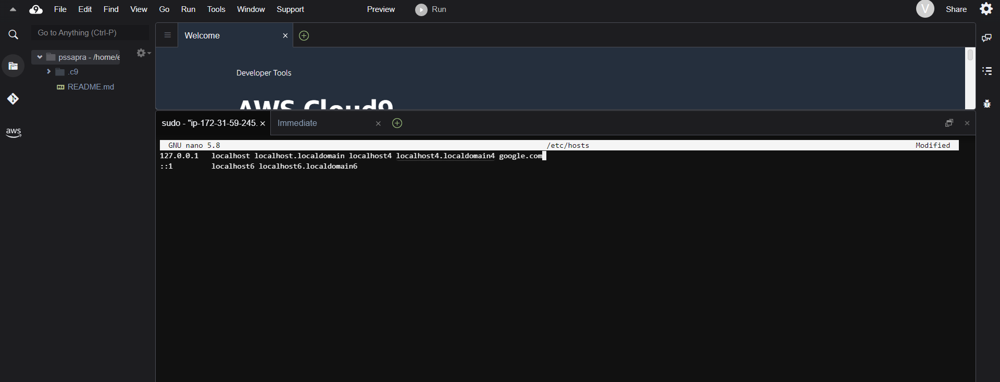 File Edit Find View Go Run Tools Window Support Preview Run V Share
Go to Anything (Ctrl-P)
Welcome
pssapra - /home/e
.c9
README.md
aws
Developer Tools
AWS Cloud9
sudo - "ip-172-31-59-245. Immediate
GNU nano 5.8 /etc/hosts Modified
127.0.0.1 localhost localhost.localdomain localhost4 localhost4.localdomain4 google.com
::1 localhost6 localhost6.localdomain6